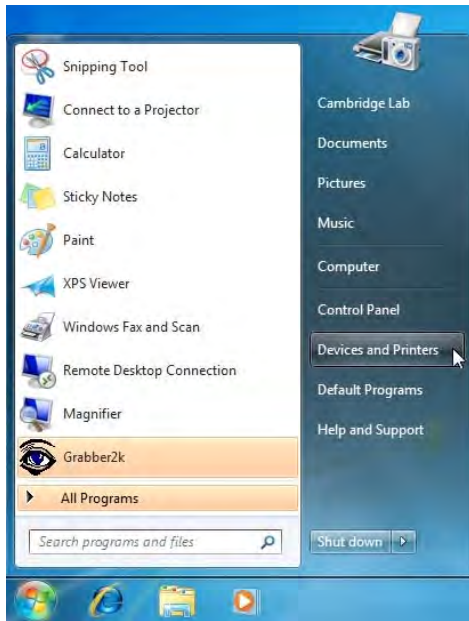 Snipping Tool
Connect to a Projector
Calculator
Sticky Notes
Paint
XPS Viewer
Windows Fax and Scan
Remote Desktop Connection
Magnifier
Grabber2k
All Programs
Search programs and files
Cambridge Lab
Documents
Pictures
Music
Computer
Control Panel
Devices and Printers
Default Programs
Help and Support
Shut down